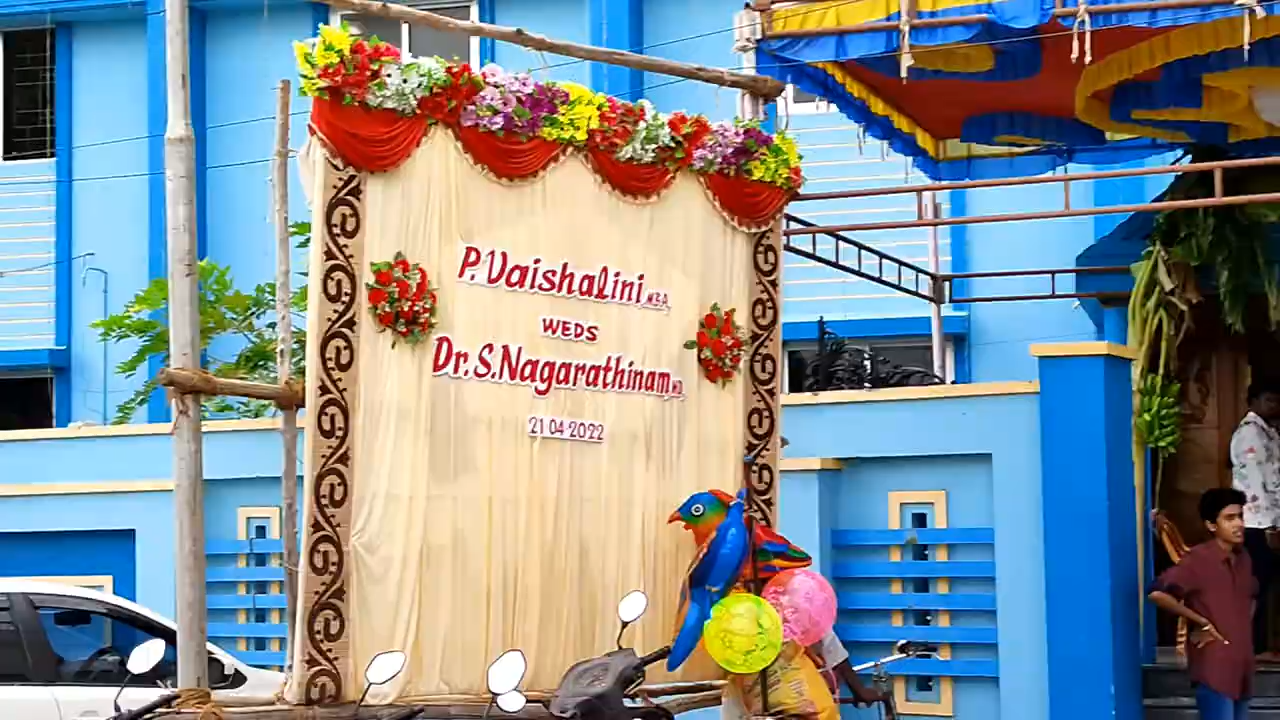 P. Vaishalini, M.B.A,
WEDS
Dr. S. Nagarathinam, M.D,
21 04 2022